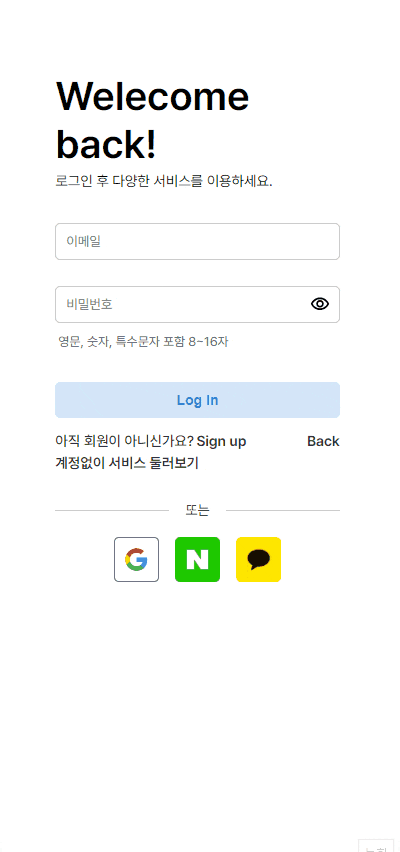 Welecome
back!
로그인 후 다양한 서비스를 이용하세요.
이메일
비밀번호
영문, 숫자, 특수문자 포함 8~16자
Log In
아직 회원이 아니신가요? Sign up Back
계정없이 서비스 둘러보기
또는